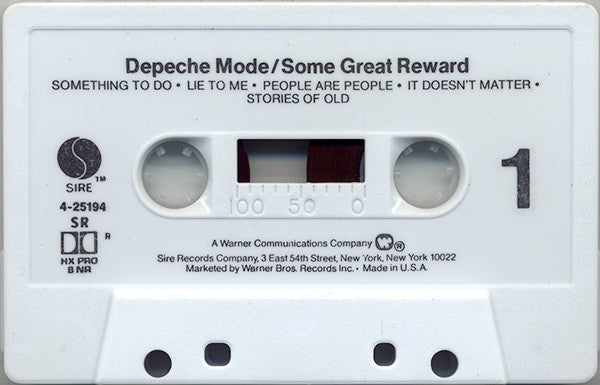 Depeche Mode/Some Great Reward
SOMETHING TO DO • LIE TO ME • PEOPLE ARE PEOPLE • IT DOESN'T MATTER •
STORIES OF OLD
S
SIRE™
1
4-25194
SR
HX PRO
B NR
100 50 0
A Warner Communications Company W®
Sire Records Company, 3 East 54th Street, New York, New York 10022
Marketed by Warner Bros. Records Inc. • Made in U.S.A.